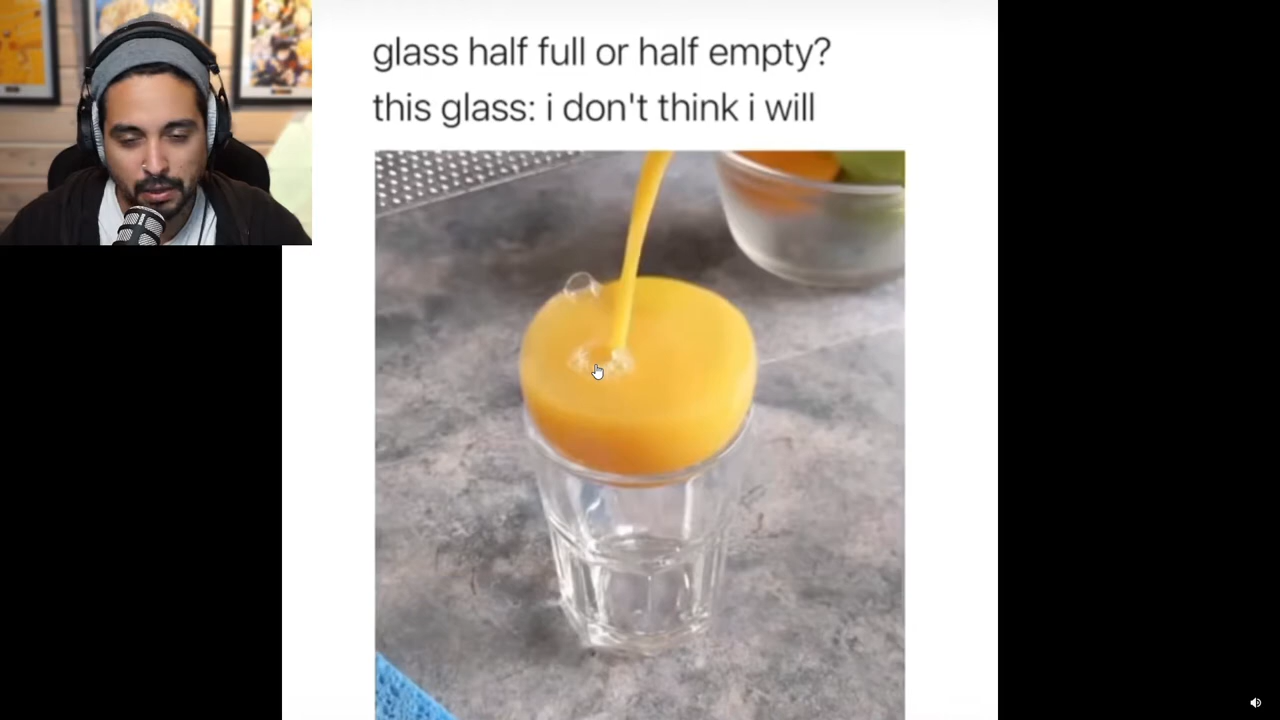 glass half full or half empty?
this glass: i don't think i will